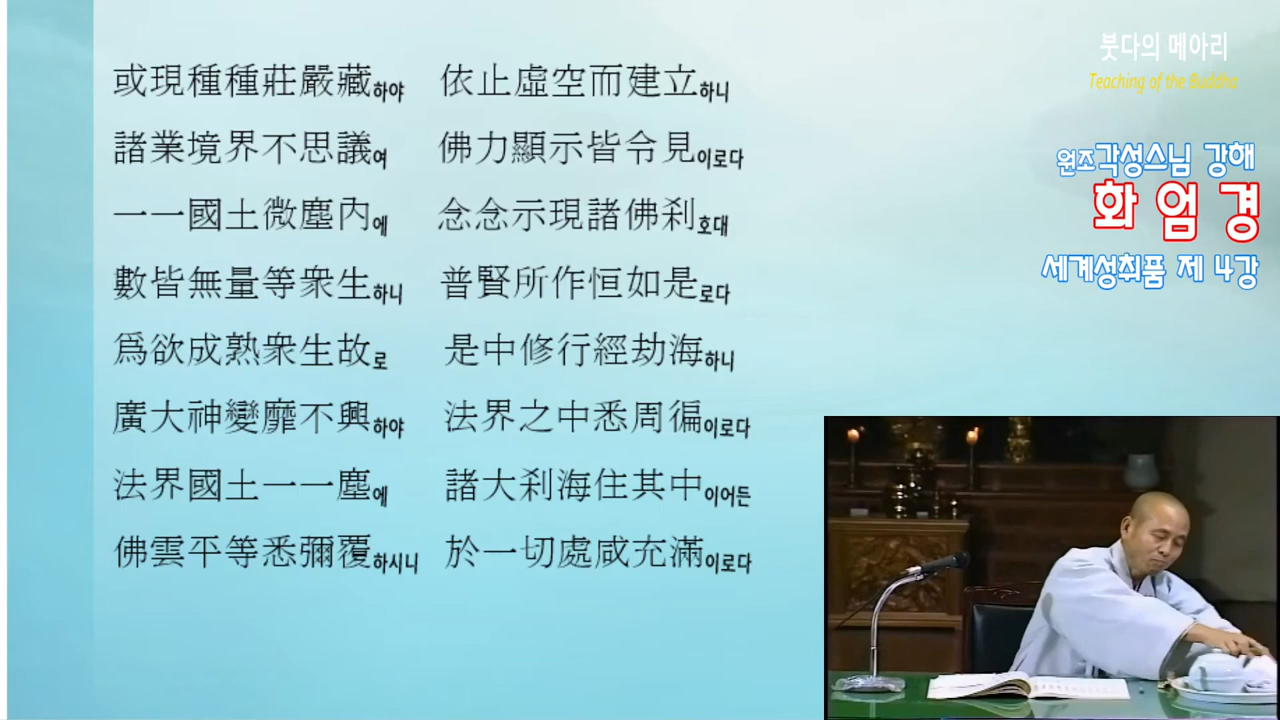 或現種種莊嚴藏하야 依止虛空而建立하니
諸業境界不思議여 佛力顯示皆令見이로다
一一國土微塵內에 念念示現諸佛刹호대
數皆無量等衆生하니 普賢所作恒如是로다
爲欲成熟衆生故로 是中修行經劫海하니
廣大神變靡不興하야 法界之中悉周徧이로다
法界國土一一塵에 諸大刹海住其中이어든
佛雲平等悉彌覆하시니 於一切處咸充滿이로다
붓다의 메아리
Teaching of the Buddha
원조각성스님 강해
화엄경
세계성취품 제 4강